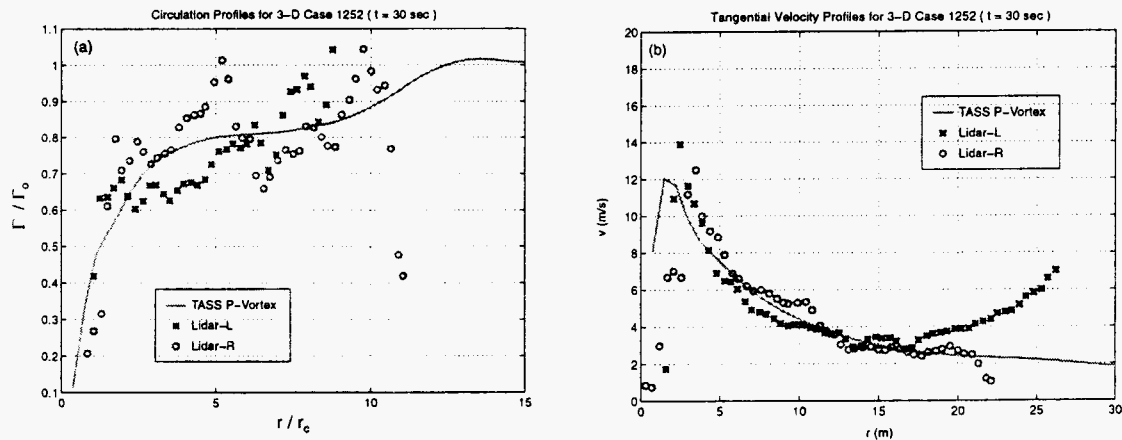 Circulation Profiles for 3-D Case 1252 ( t = 30 sec )
(a)
1.1
1
0.9
0.8
0.7
0.6
0.5
0.4
0.3
0.2
0.1
Γ / Γo
TASS P-Vortex
Lidar-L
Lidar-R
0 5 10 15
r / rc
Tangential Velocity Profiles for 3-D Case 1252 ( t = 30 sec )
(b)
20
18
16
14
12
10
8
6
4
2
0
v (m/s)
TASS P-Vortex
Lidar-L
Lidar-R
0 5 10 15 20 25 30
r (m)